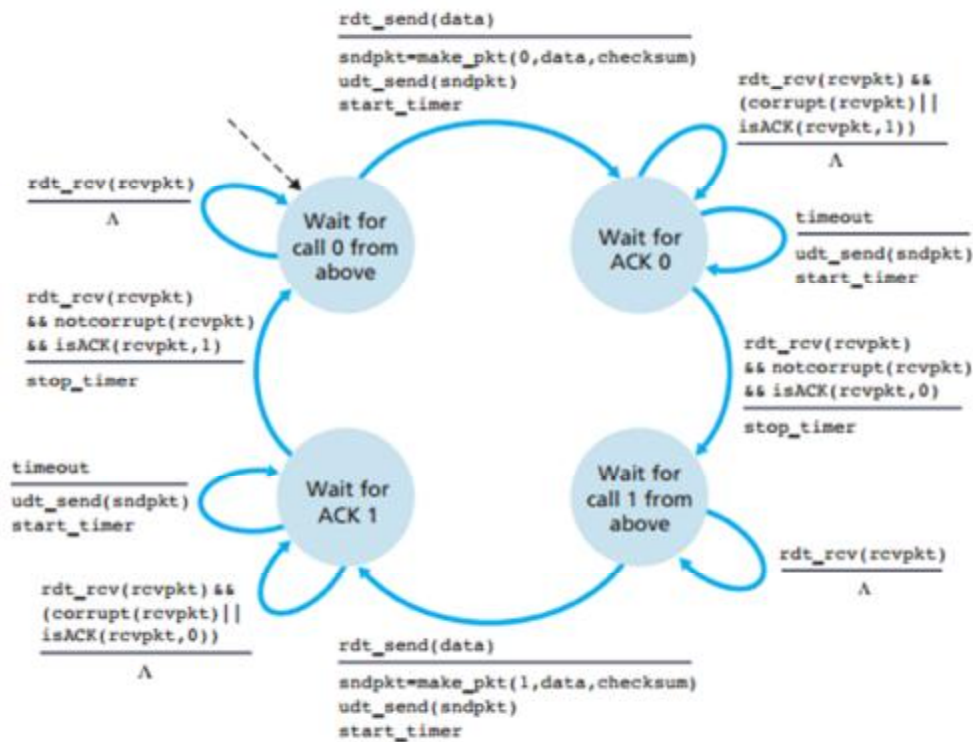 rdt_send(data)
sndpkt=make_pkt(0,data,checksum)
udt_send(sndpkt)
start_timer
rdt_rcv(rcvpkt) &&
(corrupt(rcvpkt)||
isACK(rcvpkt,1))
Λ
rdt_rcv(rcvpkt)
Λ
Wait for
call 0 from
above
Wait for
ACK 0
timeout
udt_send(sndpkt)
start_timer
rdt_rcv(rcvpkt)
&& notcorrupt(rcvpkt)
&& isACK(rcvpkt,1)
stop_timer
rdt_rcv(rcvpkt)
&& notcorrupt(rcvpkt)
&& isACK(rcvpkt,0)
stop_timer
timeout
udt_send(sndpkt)
start_timer
Wait for
ACK 1
Wait for
call 1 from
above
rdt_rcv(rcvpkt)
Λ
rdt_rcv(rcvpkt) &&
(corrupt(rcvpkt)||
isACK(rcvpkt,0))
Λ
rdt_send(data)
sndpkt=make_pkt(1,data,checksum)
udt_send(sndpkt)
start_timer